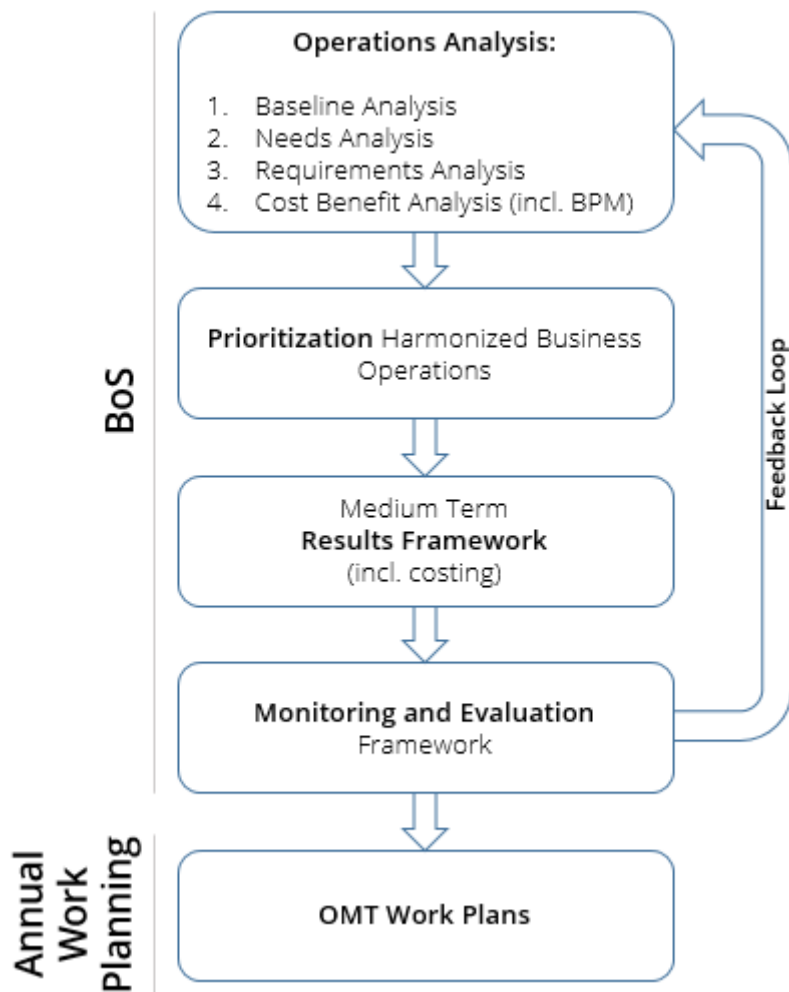 Operations Analysis:
1. Baseline Analysis
2. Needs Analysis
3. Requirements Analysis
4. Cost Benefit Analysis (incl. BPM)
Prioritization Harmonized Business
Operations
Medium Term
Results Framework
(incl. costing)
Monitoring and Evaluation
Framework
OMT Work Plans
BoS
Annual
Work
Planning
Feedback Loop